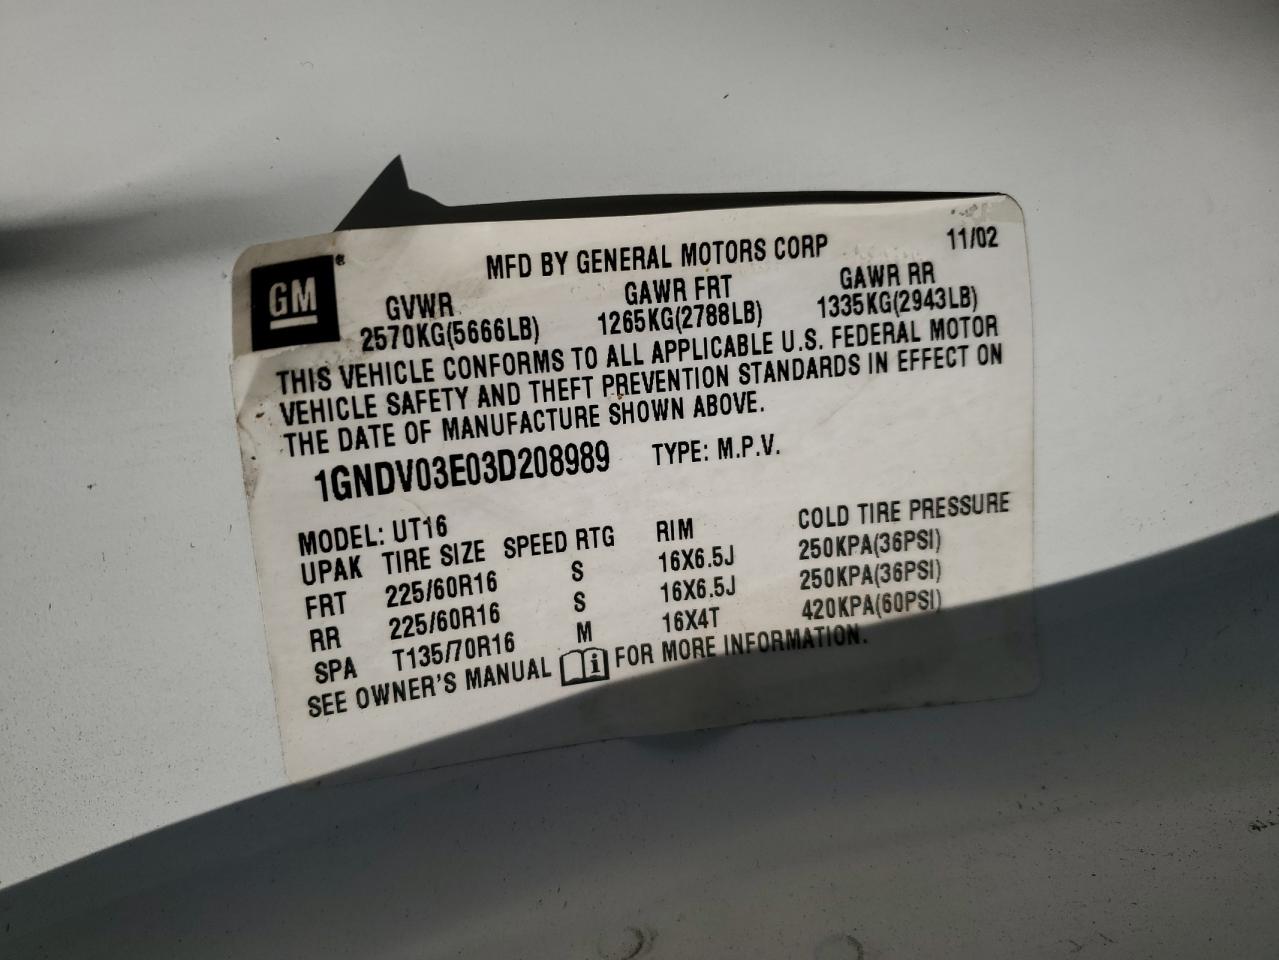 GM®
MFD BY GENERAL MOTORS CORP 11/02
GVWR GAWR FRT GAWR RR
2570KG(5666LB) 1265KG(2788LB) 1335KG(2943LB)
THIS VEHICLE CONFORMS TO ALL APPLICABLE U.S. FEDERAL MOTOR
VEHICLE SAFETY AND THEFT PREVENTION STANDARDS IN EFFECT ON
THE DATE OF MANUFACTURE SHOWN ABOVE.
1GNDV03E03D208989 TYPE: M.P.V.
MODEL: UT16
UPAK TIRE SIZE SPEED RTG RIM COLD TIRE PRESSURE
FRT 225/60R16 S 16X6.5J 250KPA(36PSI)
RR 225/60R16 S 16X6.5J 250KPA(36PSI)
SPA T135/70R16 M 16X4T 420KPA(60PSI)
SEE OWNER'S MANUAL i FOR MORE INFORMATION.